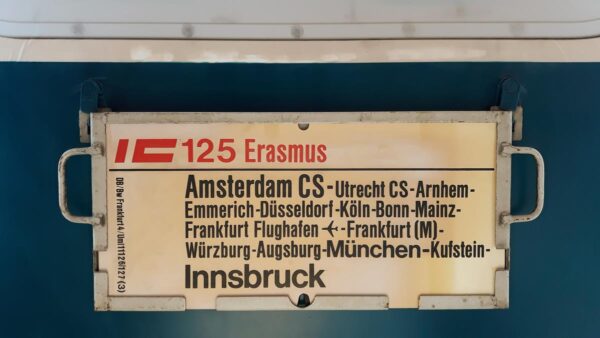 IC 125 Erasmus
Amsterdam CS-Utrecht CS-Arnhem-
Emmerich-Düsseldorf-Köln-Bonn-Mainz-
Frankfurt Flughafen ✈-Frankfurt (M)-
Würzburg-Augsburg-München-Kufstein-
Innsbruck